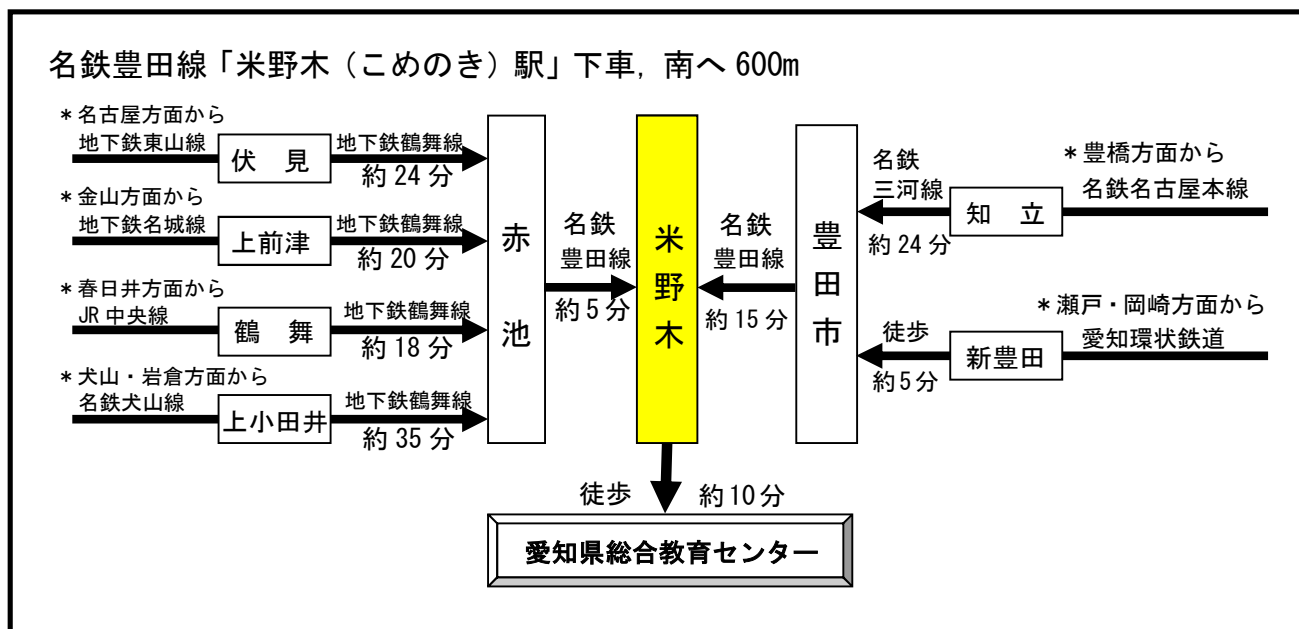 名鉄豊田線「米野木（こめのき）駅」下車，南へ 600m
＊名古屋方面から
地下鉄東山線
伏　見
地下鉄鶴舞線
約 24 分
＊金山方面から
地下鉄名城線
上前津
地下鉄鶴舞線
約 20 分
＊春日井方面から
JR 中央線
鶴　舞
地下鉄鶴舞線
約 18 分
＊犬山・岩倉方面から
名鉄犬山線
上小田井
地下鉄鶴舞線
約 35 分
赤池
名鉄
豊田線
約 5 分
米野木
名鉄
豊田線
約 15 分
豊田市
名鉄
三河線
約 24 分
知　立
＊豊橋方面から
名鉄名古屋本線
徒歩
約 5 分
新豊田
＊瀬戸・岡崎方面から
愛知環状鉄道
徒歩　約 10 分
愛知県総合教育センター